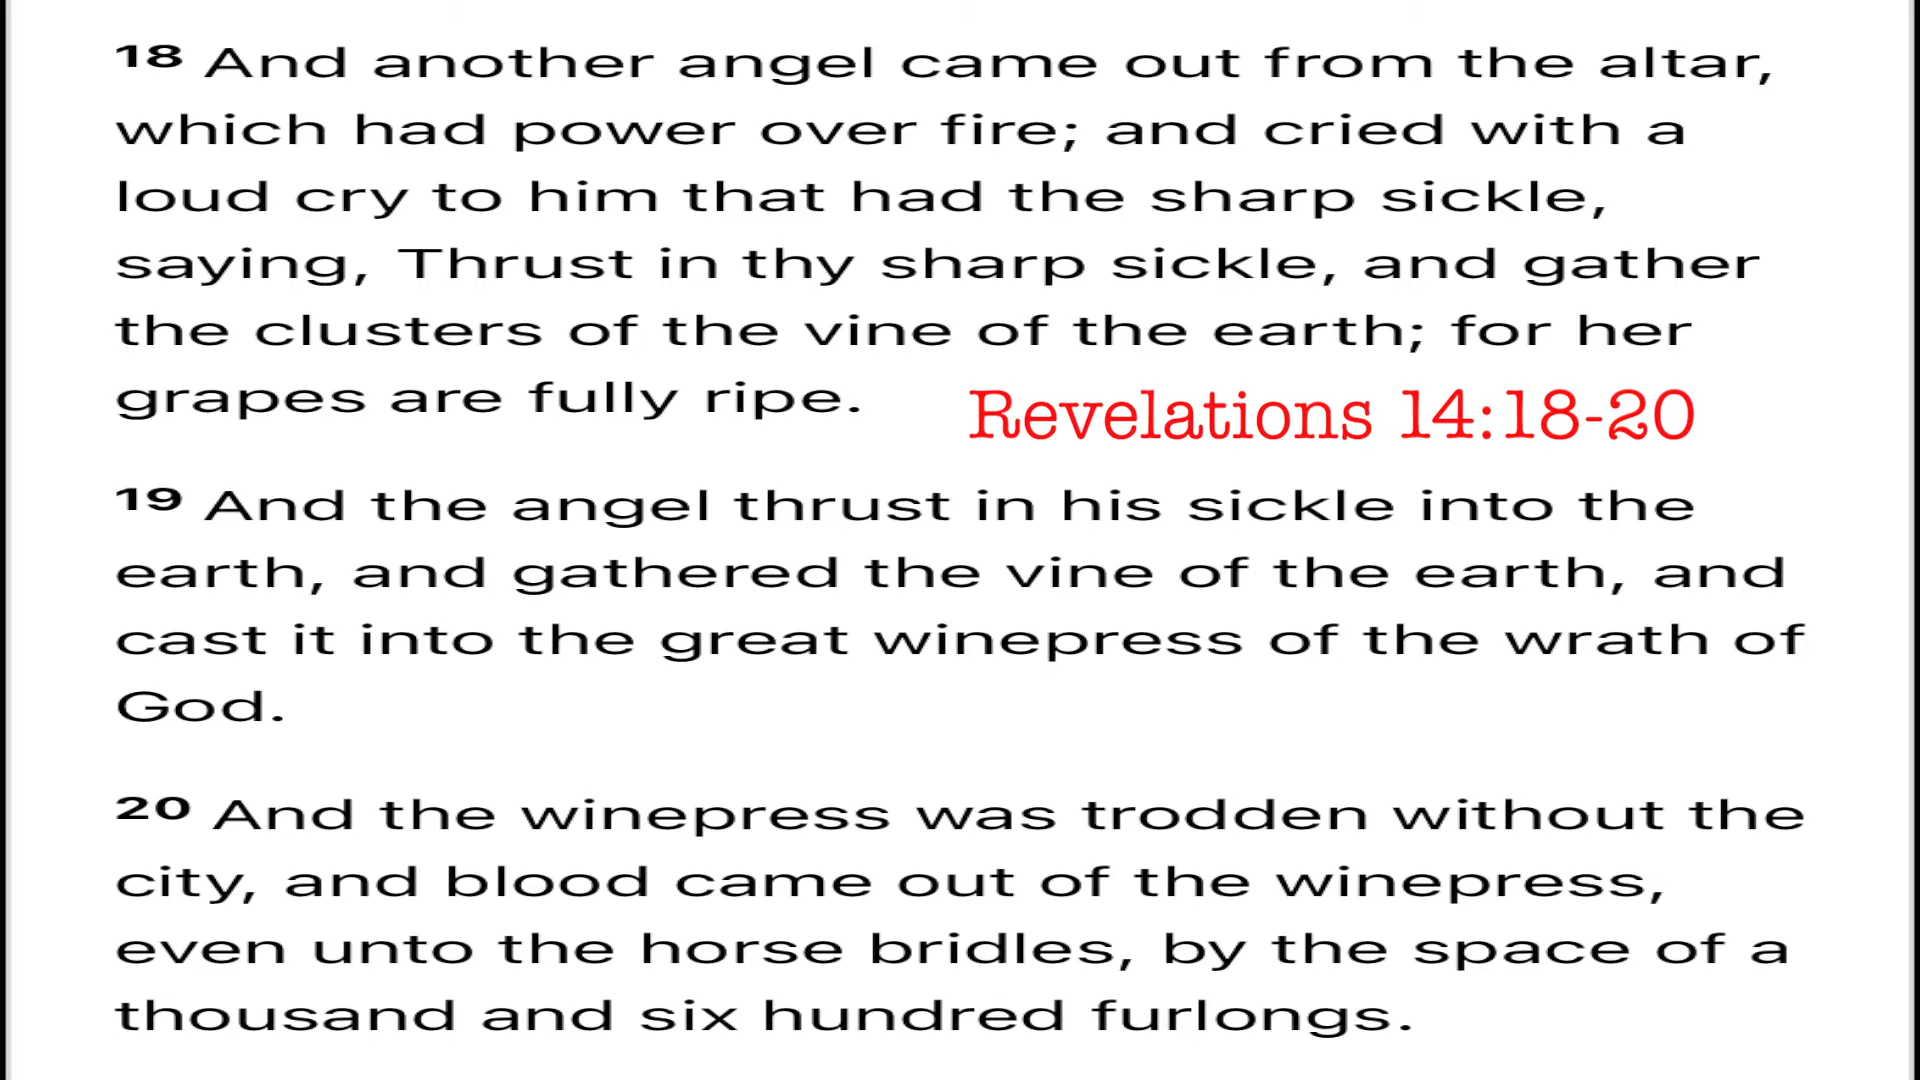 18 And another angel came out from the altar,
which had power over fire; and cried with a
loud cry to him that had the sharp sickle,
saying, Thrust in thy sharp sickle, and gather
the clusters of the vine of the earth; for her
grapes are fully ripe.
Revelations 14:18-20
19 And the angel thrust in his sickle into the
earth, and gathered the vine of the earth, and
cast it into the great winepress of the wrath of
God.
20 And the winepress was trodden without the
city, and blood came out of the winepress,
even unto the horse bridles, by the space of a
thousand and six hundred furlongs.